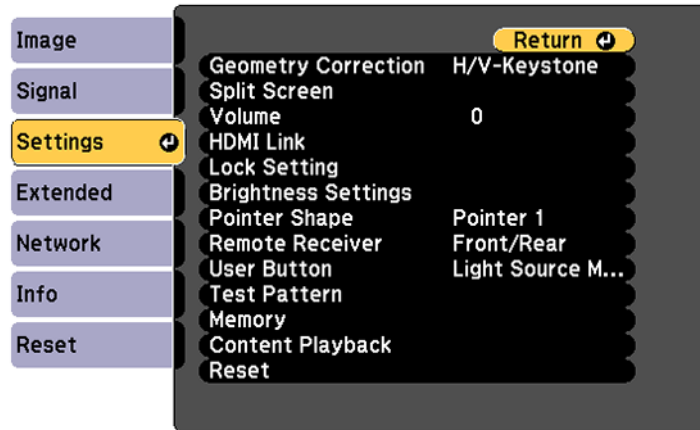 Image
Signal
Settings
Extended
Network
Info
Reset
Return
Geometry Correction H/V-Keystone
Split Screen
Volume 0
HDMI Link
Lock Setting
Brightness Settings
Pointer Shape Pointer 1
Remote Receiver Front/Rear
User Button Light Source M...
Test Pattern
Memory
Content Playback
Reset